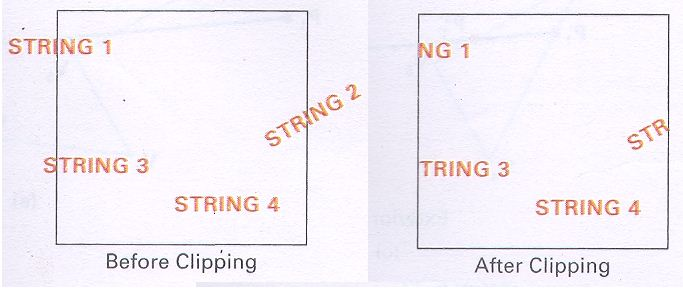 STRING 1
STRING 2
STRING 3
STRING 4
Before Clipping
NG 1
STR
TRING 3
STRING 4
After Clipping